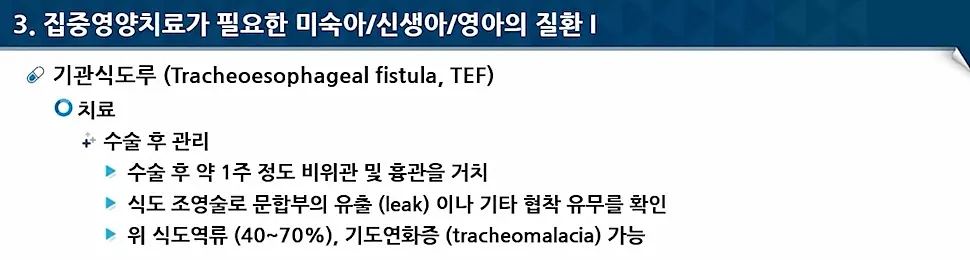 3. 집중영양치료가 필요한 미숙아/신생아/영아의 질환 I
기관식도루 (Tracheoesophageal fistula, TEF)
치료
수술 후 관리
수술 후 약 1주 정도 비위관 및 흉관을 거치
식도 조영술로 문합부의 유출 (leak) 이나 기타 협착 유무를 확인
위 식도역류 (40~70%), 기도연화증 (tracheomalacia) 가능